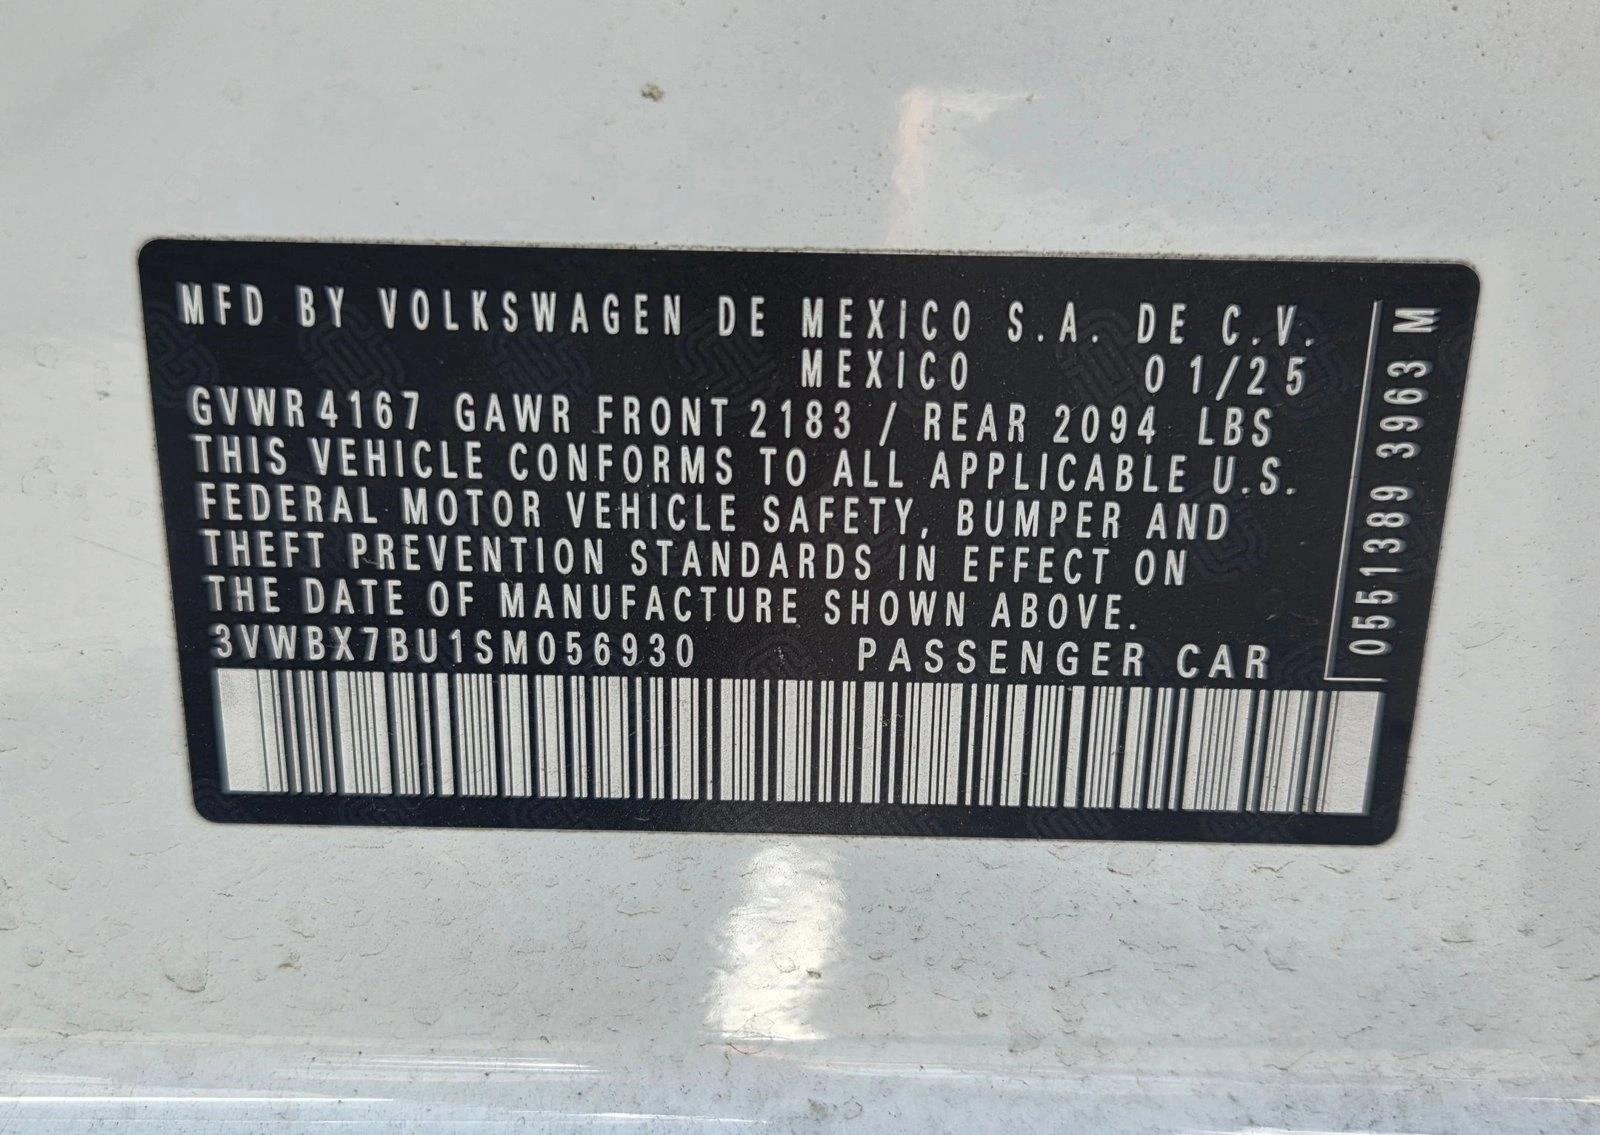 MFD BY VOLKSWAGEN DE MEXICO S.A. DE C.V.
MEXICO 01/25
GVWR 4167 GAWR FRONT 2183 / REAR 2094 LBS
THIS VEHICLE CONFORMS TO ALL APPLICABLE U.S.
FEDERAL MOTOR VEHICLE SAFETY, BUMPER AND
THEFT PREVENTION STANDARDS IN EFFECT ON
THE DATE OF MANUFACTURE SHOWN ABOVE.
3VWBX7BU1SM056930 PASSENGER CAR
0551389 3963 M